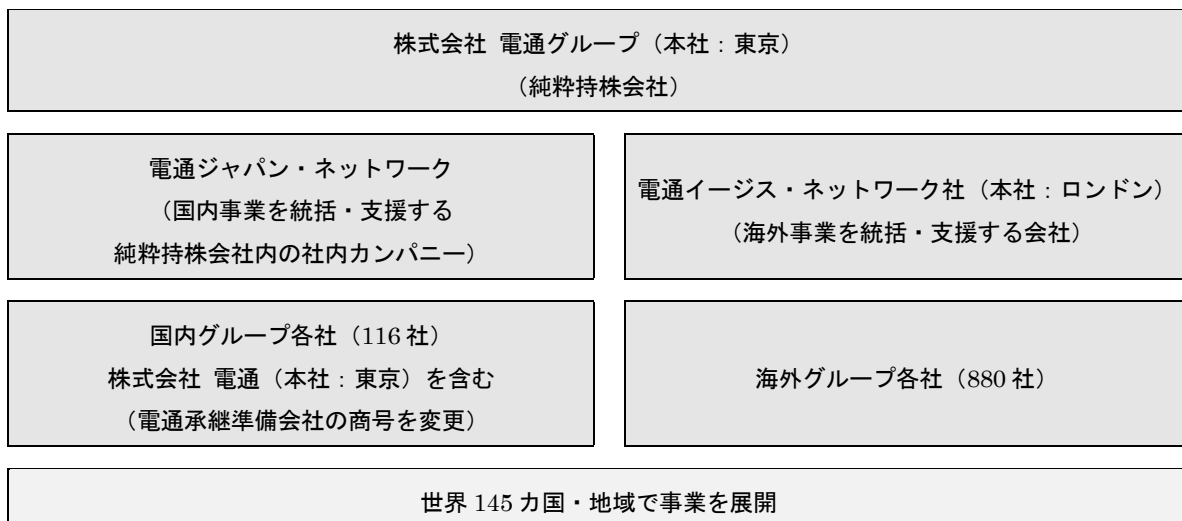 株式会社 電通グループ（本社：東京）
（純粋持株会社）
電通ジャパン・ネットワーク
（国内事業を統括・支援する
純粋持株会社内の社内カンパニー）
電通イージス・ネットワーク社（本社：ロンドン）
（海外事業を統括・支援する会社）
国内グループ各社（116 社）
株式会社 電通（本社：東京）を含む
（電通承継準備会社の商号を変更）
海外グループ各社（880 社）
世界 145 カ国・地域で事業を展開